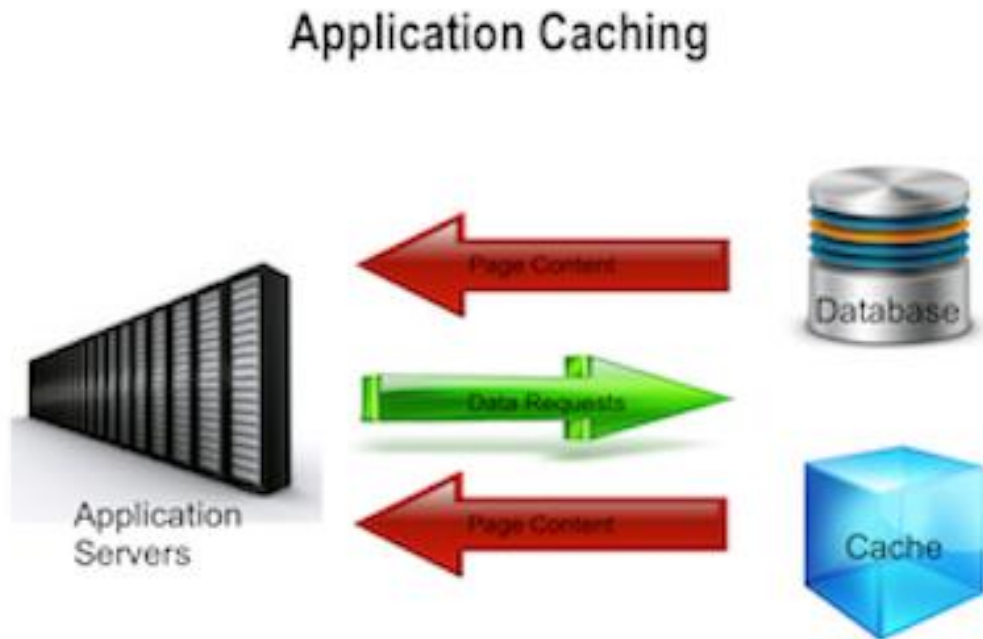 Application Caching
Page Content
Database
Data Requests
Page Content
Cache
Application
Servers